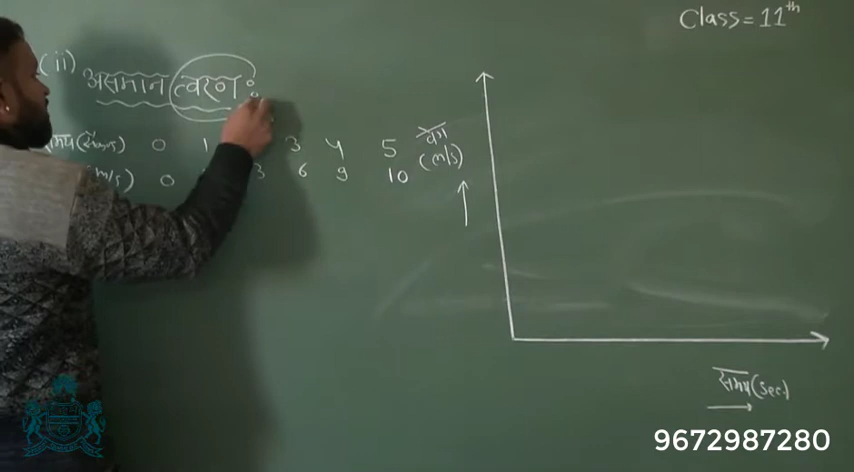 Class = 11th
(ii) असमान त्वरण :
0 1 3 4 5
m/s) 0 3 6 9 10
वेग
(m/s)
समय (sec.)
9672987280